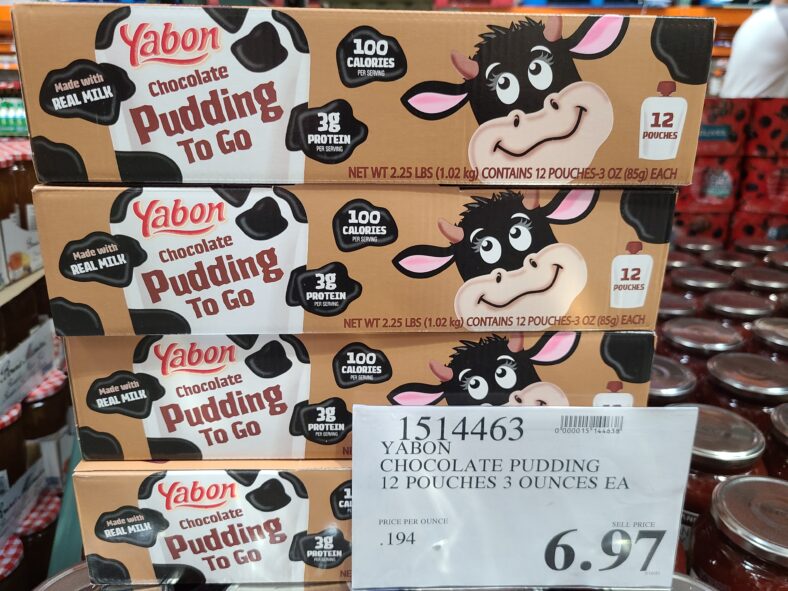 Yabon
Chocolate
Pudding
To Go
Made with
REAL MILK
100
CALORIES
PER SERVING
3g
PROTEIN
PER SERVING
12
POUCHES
NET WT 2.25 LBS (1.02 kg) CONTAINS 12 POUCHES-3 OZ (85g) EACH
Yabon
Chocolate
Pudding
To Go
Made with
REAL MILK
100
CALORIES
PER SERVING
3g
PROTEIN
PER SERVING
12
POUCHES
NET WT 2.25 LBS (1.02 kg) CONTAINS 12 POUCHES-3 OZ (85g) EACH
Yabon
Chocolate
Pudding
To Go
Made with
REAL MILK
100
CALORIES
PER SERVING
3g
PROTEIN
PER SERVING
NE
Yabon
Chocolate
Pudding
To Go
Made with
REAL MILK
3g
PROTEIN
PER SERVING
NE
1514463
YABON
CHOCOLATE PUDDING
12 POUCHES 3 OUNCES EA
PRICE PER OUNCE
.194
SELL PRICE
6.97